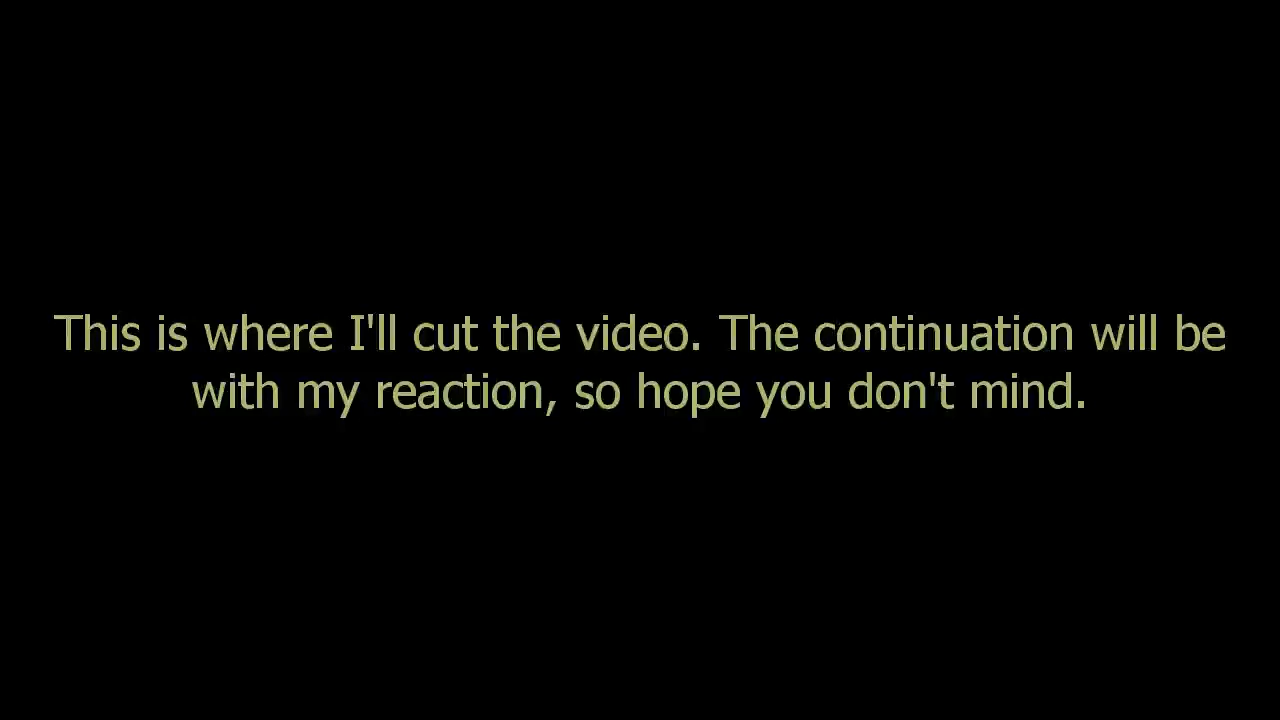 This is where I'll cut the video. The continuation will be
with my reaction, so hope you don't mind.